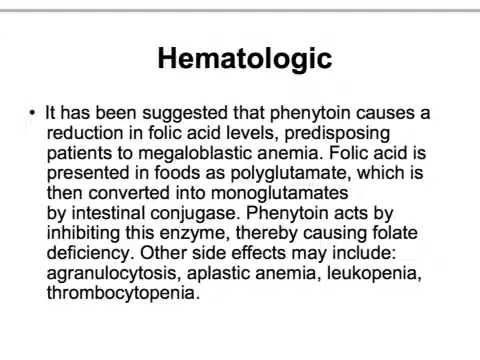 Hematologic
• It has been suggested that phenytoin causes a
reduction in folic acid levels, predisposing
patients to megaloblastic anemia. Folic acid is
presented in foods as polyglutamate, which is
then converted into monoglutamates
by intestinal conjugase. Phenytoin acts by
inhibiting this enzyme, thereby causing folate
deficiency. Other side effects may include:
agranulocytosis, aplastic anemia, leukopenia,
thrombocytopenia.